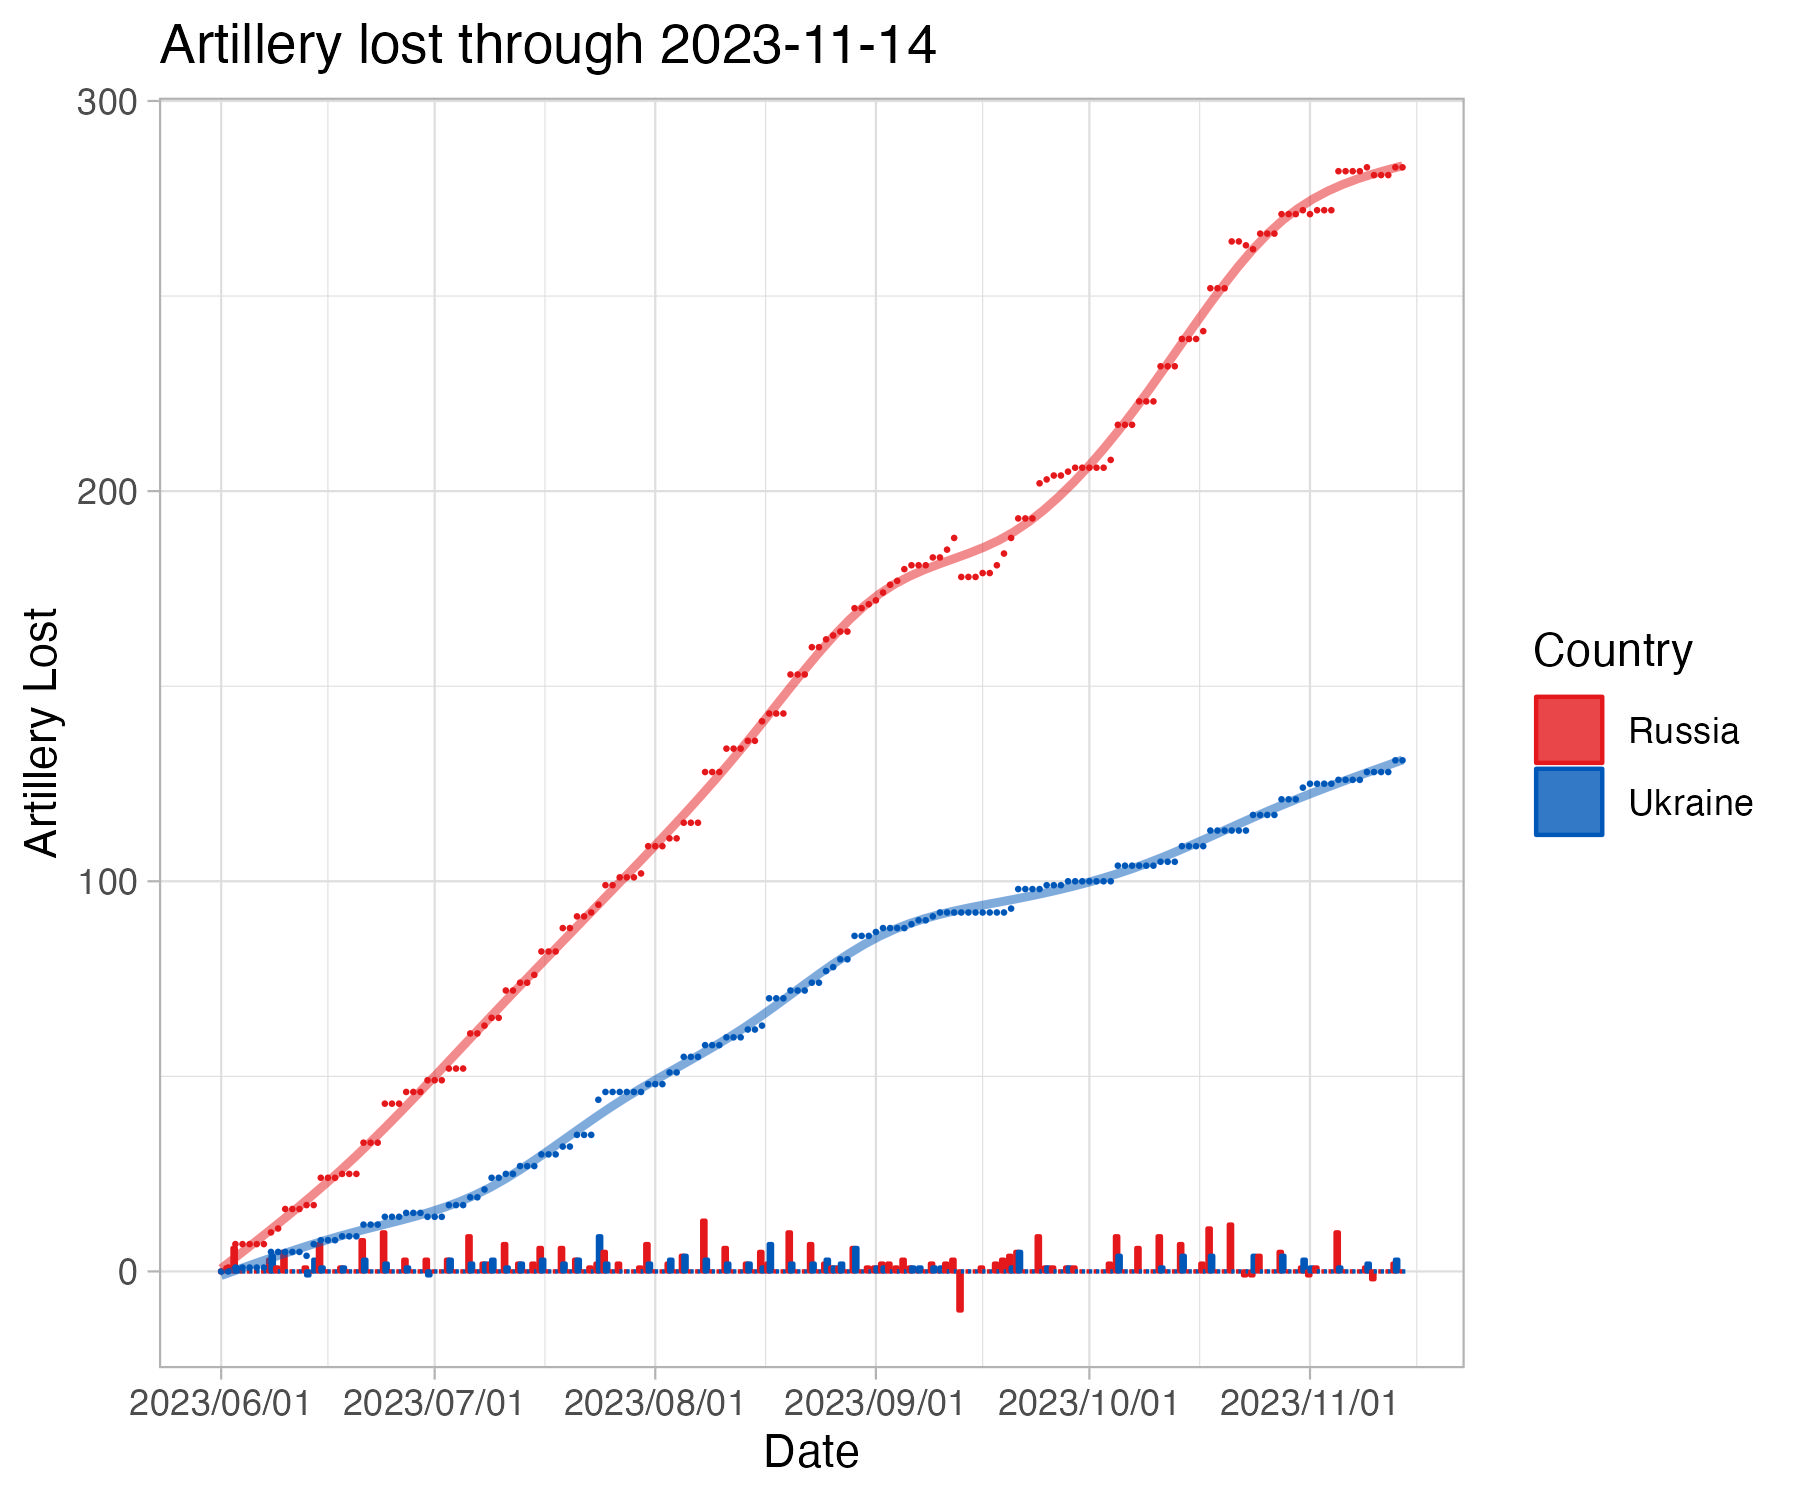 Artillery lost through 2023-11-14
300
200
100
0
Artillery Lost
2023/06/01
2023/07/01
2023/08/01
2023/09/01
2023/10/01
2023/11/01
Date
Country
Russia
Ukraine